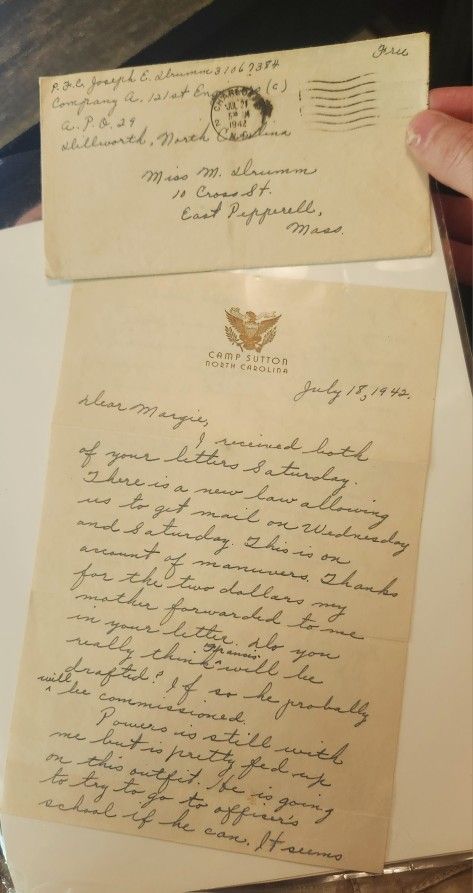 Free
P.F.C. Joseph E. Drumm 31067384
Company A. 121st Engrs (C)
A.P.O. 29
Dillworth, North Carolina
JUL 21
1942
N.C.
Miss M. Drumm
10 Cross St.
East Pepperell,
Mass.
CAMP SUTTON
NORTH CAROLINA
July 18, 1942.
Dear Margie,
I received both
of your letters Saturday.
There is a new law allowing
us to get mail on Wednesday
and Saturday. This is on
account of manuvers. Thanks
for the two dollars my
mother forwarded to me
in your letter. Do you
really think Francis will be
drafted? If so he probably
will be commissioned.
Powers is still with
me but is pretty fed up
on this outfit. He is going
to try to go to officer's
school if he can. It seems